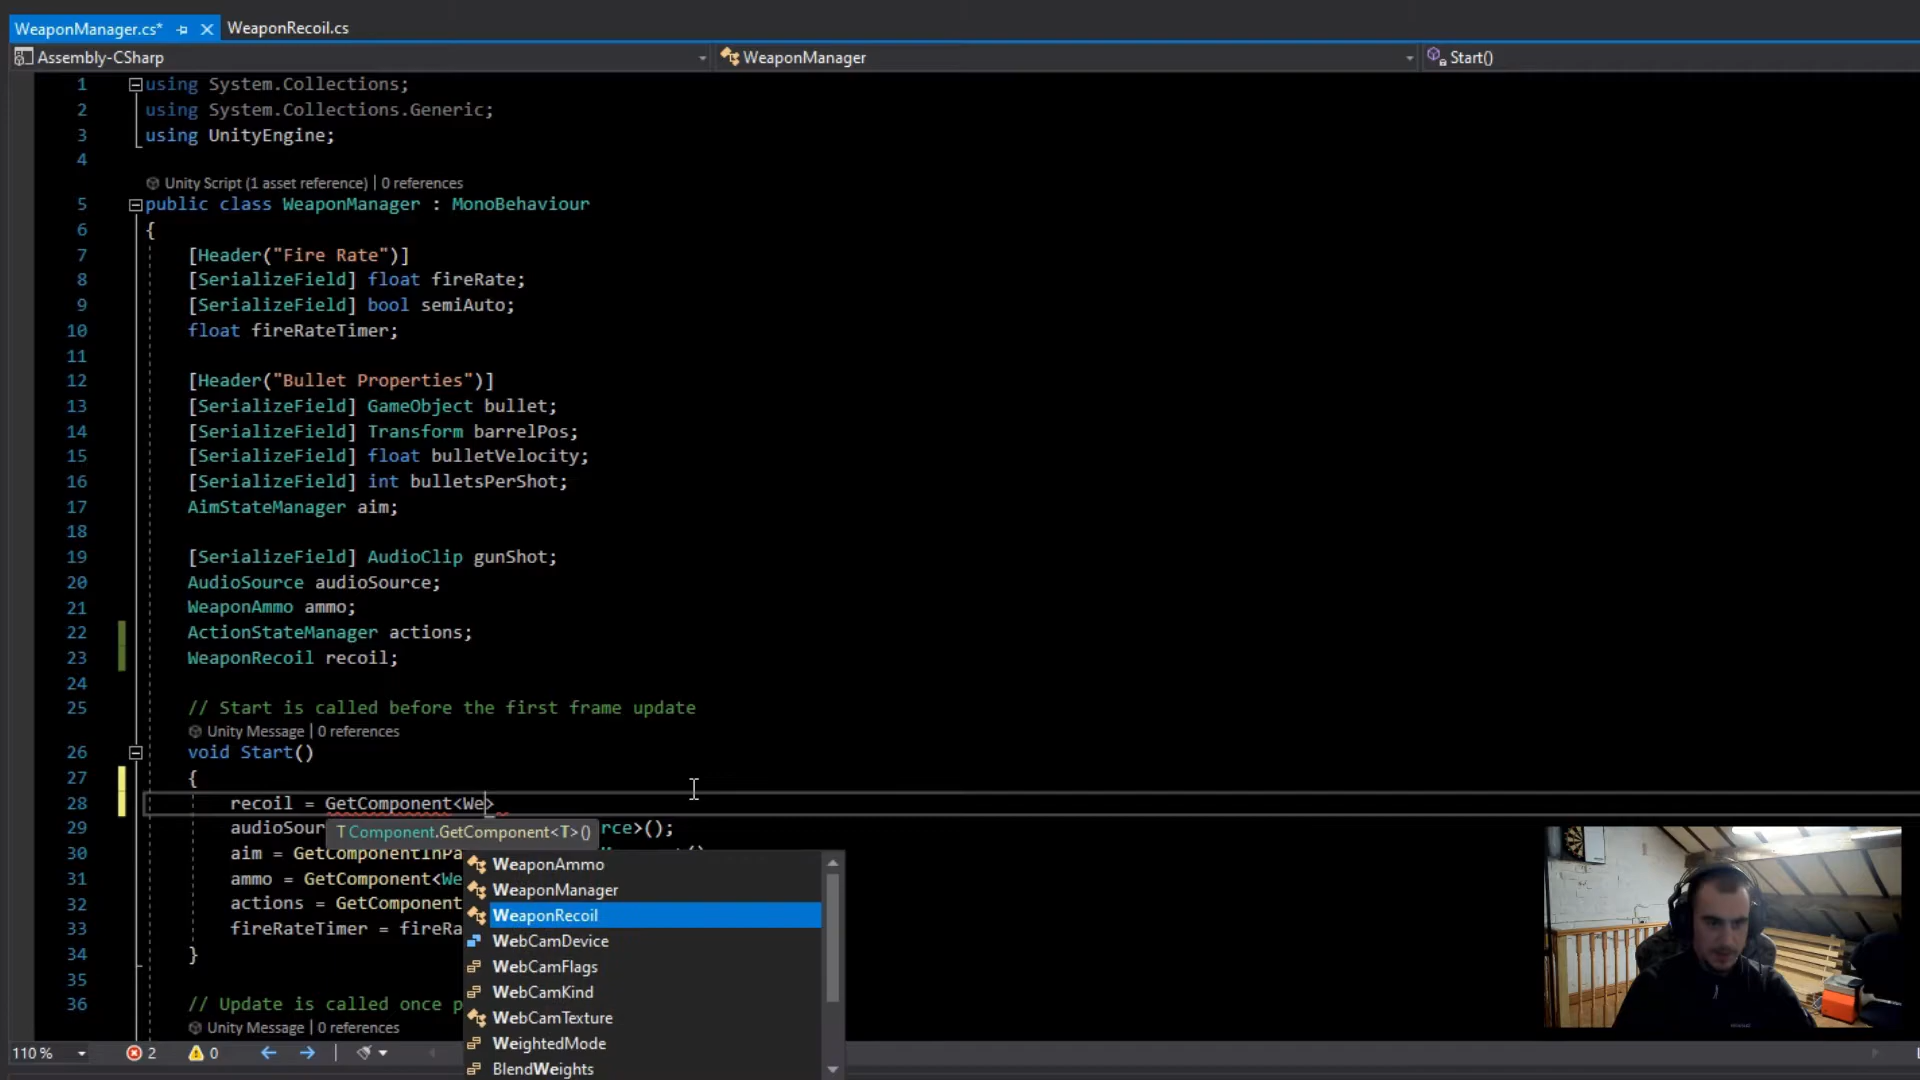 WeaponManager.cs*
WeaponRecoil.cs
Assembly-CSharp
WeaponManager
Start()
1 using System.Collections;
2 using System.Collections.Generic;
3 using UnityEngine;
4
Unity Script (1 asset reference) | 0 references
5 public class WeaponManager : MonoBehaviour
6 {
7 [Header("Fire Rate")]
8 [SerializeField] float fireRate;
9 [SerializeField] bool semiAuto;
10 float fireRateTimer;
11
12 [Header("Bullet Properties")]
13 [SerializeField] GameObject bullet;
14 [SerializeField] Transform barrelPos;
15 [SerializeField] float bulletVelocity;
16 [SerializeField] int bulletsPerShot;
17 AimStateManager aim;
18
19 [SerializeField] AudioClip gunShot;
20 AudioSource audioSource;
21 WeaponAmmo ammo;
22 ActionStateManager actions;
23 WeaponRecoil recoil;
24
25 // Start is called before the first frame update
Unity Message | 0 references
26 void Start()
27 {
28 recoil = GetComponent<We>
29 audioSour rce>();
T Component.GetComponent<T>()
30 aim = GetComponentInPa
31 ammo = GetComponent<We
32 actions = GetComponent
33 fireRateTimer = fireRa
34 }
35
36 // Update is called once p
Unity Message | 0 references
WeaponAmmo
WeaponManager
WeaponRecoil
WebCamDevice
WebCamFlags
WebCamKind
WebCamTexture
WeightedMode
BlendWeights
110 %
2
0